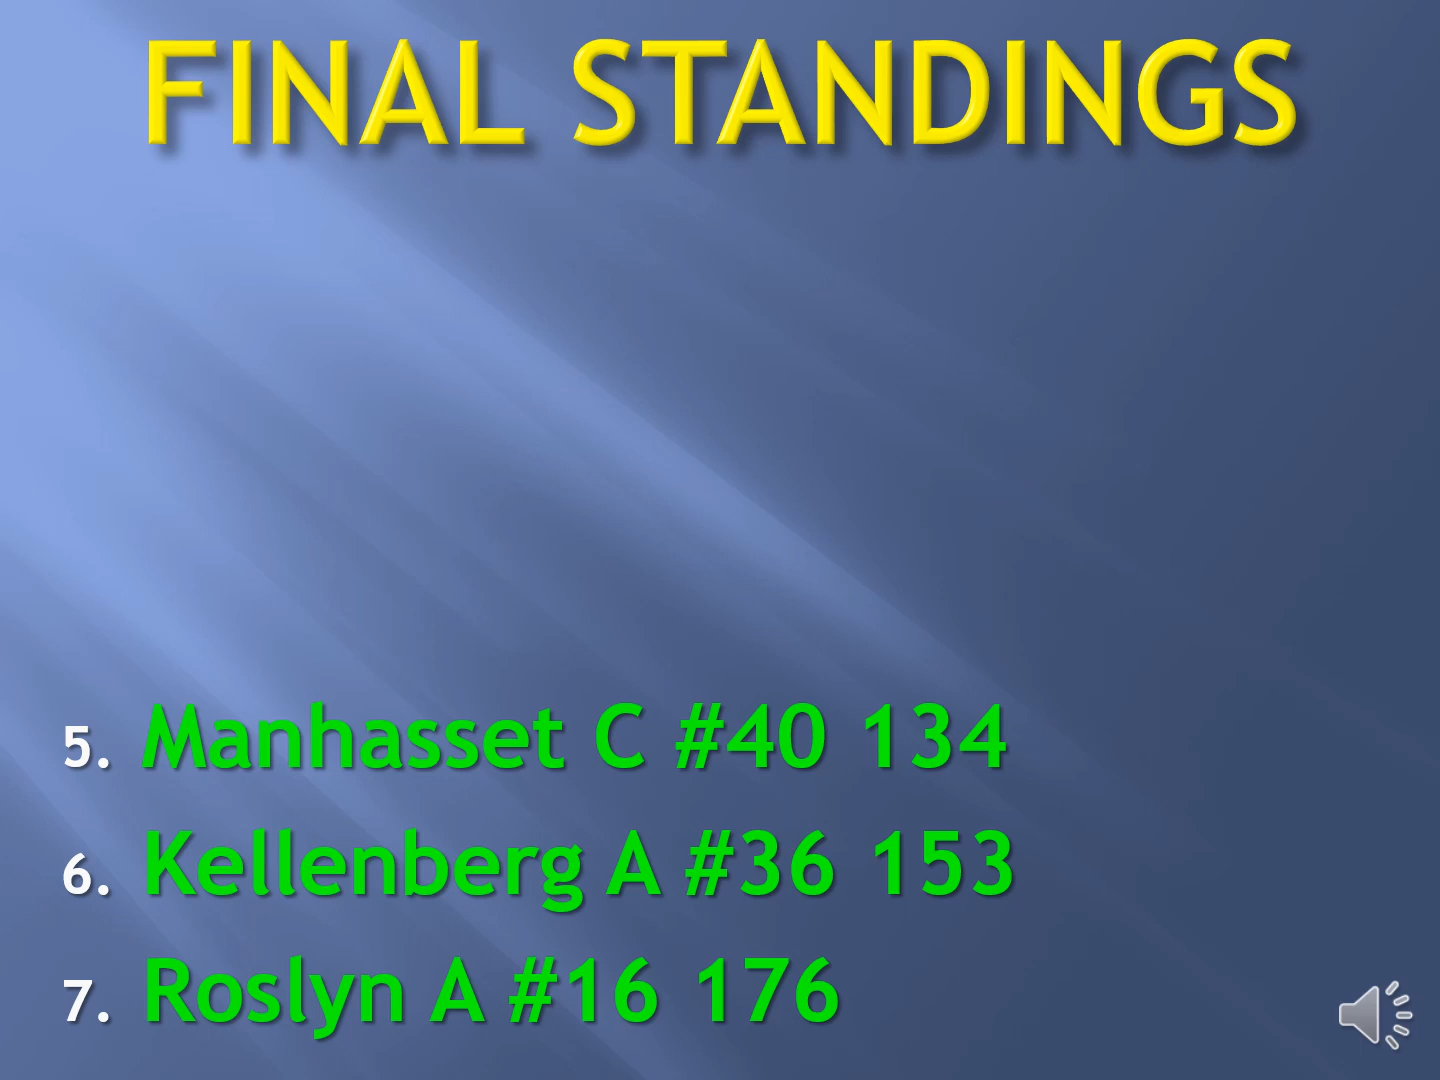 FINAL STANDINGS
5. Manhasset C #40 134
6. Kellenberg A #36 153
7. Roslyn A #16 176